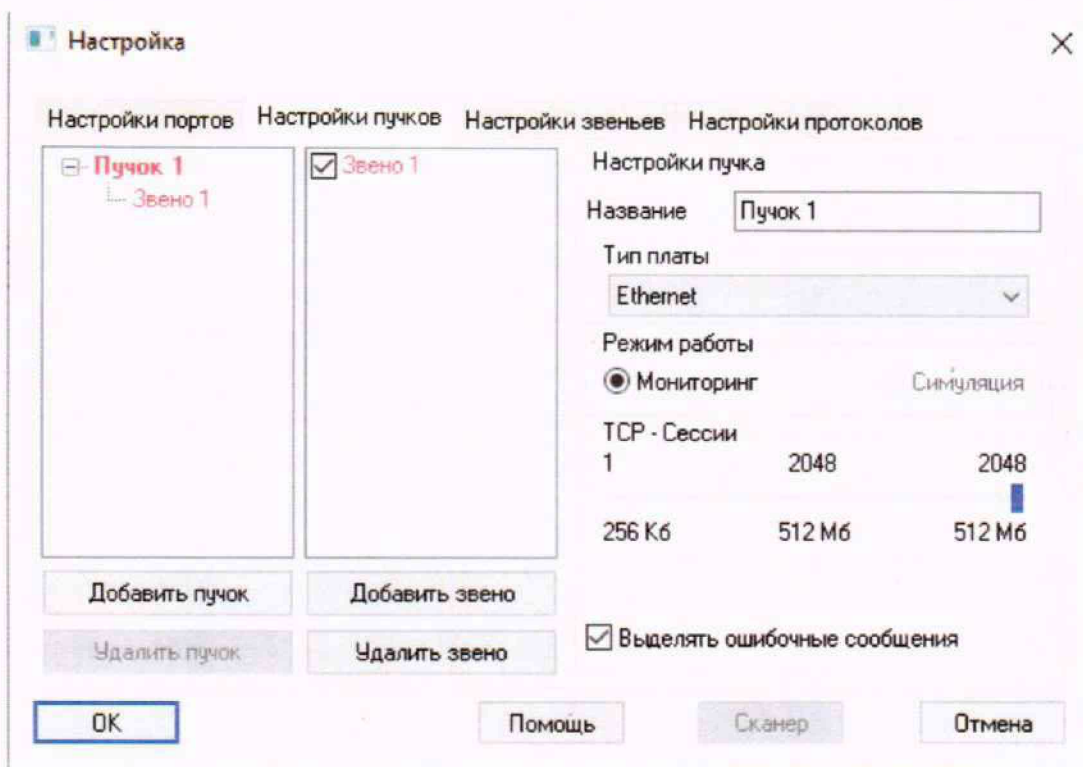 Настройка
Настройки портов Настройки пучков Настройки звеньев Настройки протоколов
Пучок 1
Звено 1
Звено 1
Настройки пучка
Название Пучок 1
Тип платы
Ethernet
Режим работы
Мониторинг Симуляция
TCP - Сессии
1 2048 2048
256 Кб 512 Мб 512 Мб
Добавить пучок Добавить звено
Удалить пучок Удалить звено
Выделять ошибочные сообщения
ОК Помощь Сканер Отмена